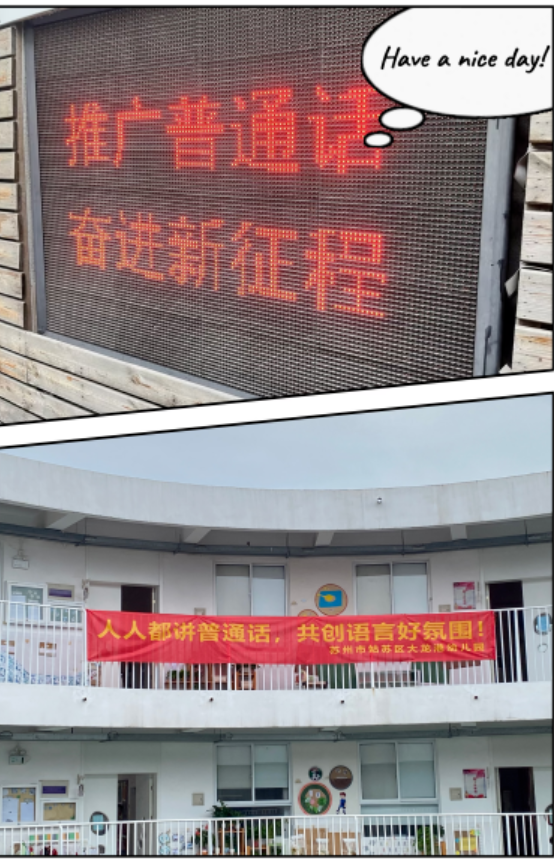 Have a nice day!
推广普通话
奋进新征程
人人都讲普通话，共创语言好氛围！
苏州市姑苏区大龙港幼儿园